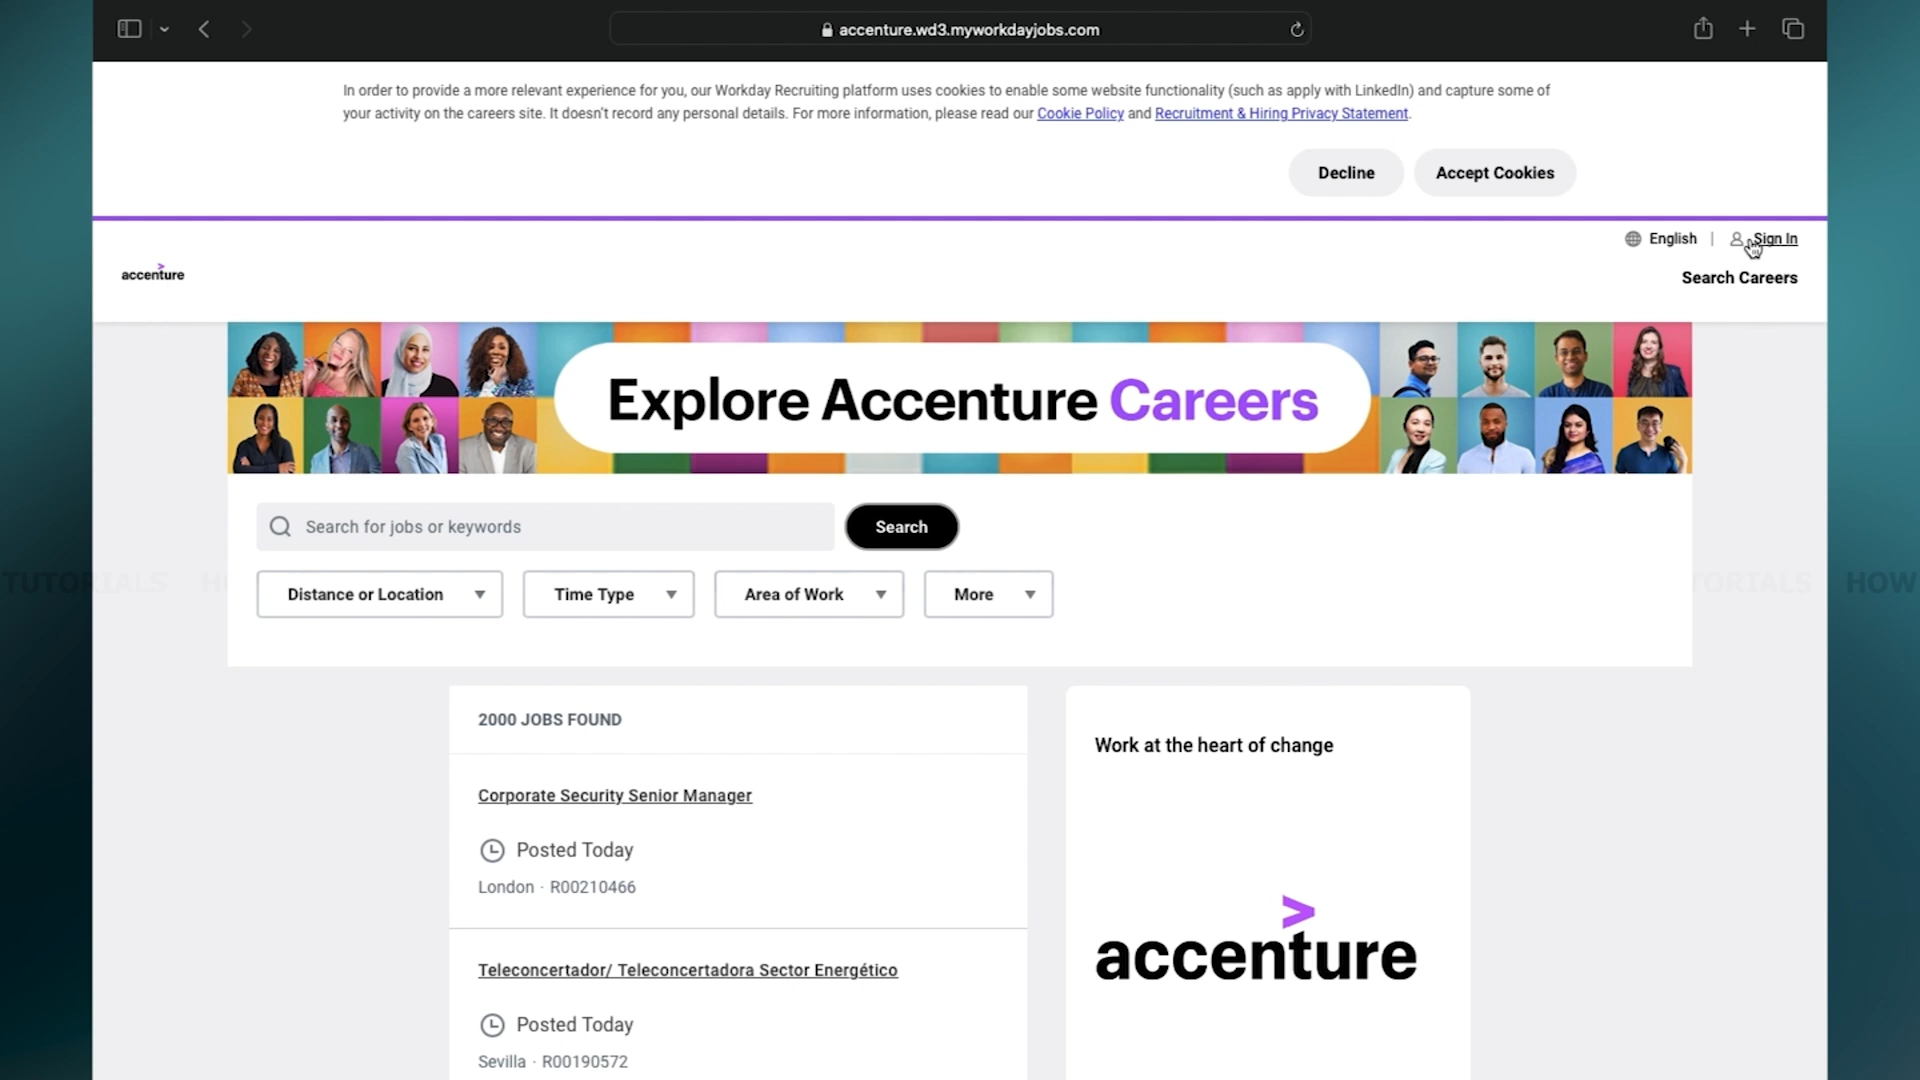 accenture.wd3.myworkdayjobs.com
In order to provide a more relevant experience for you, our Workday Recruiting platform uses cookies to enable some website functionality (such as apply with LinkedIn) and capture some of
your activity on the careers site. It doesn't record any personal details. For more information, please read our Cookie Policy and Recruitment & Hiring Privacy Statement.
Decline
Accept Cookies
English | Sign In
accenture
Search Careers
Explore Accenture Careers
Search for jobs or keywords
Search
TUTORIALS HOW
Distance or Location
Time Type
Area of Work
More
2000 JOBS FOUND
Corporate Security Senior Manager
Posted Today
London · R00210466
Teleconcertador/ Teleconcertadora Sector Energético
Posted Today
Sevilla · R00190572
Work at the heart of change
accenture